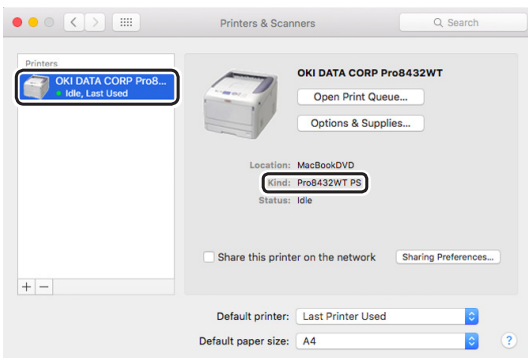 Printers & Scanners
Search
Printers
OKI DATA CORP Pro8...
Idle, Last Used
OKI DATA CORP Pro8432WT
Open Print Queue...
Options & Supplies...
Location: MacBookDVD
Kind: Pro8432WT PS
Status: Idle
Share this printer on the network
Sharing Preferences...
+ −
Default printer: Last Printer Used
Default paper size: A4
?